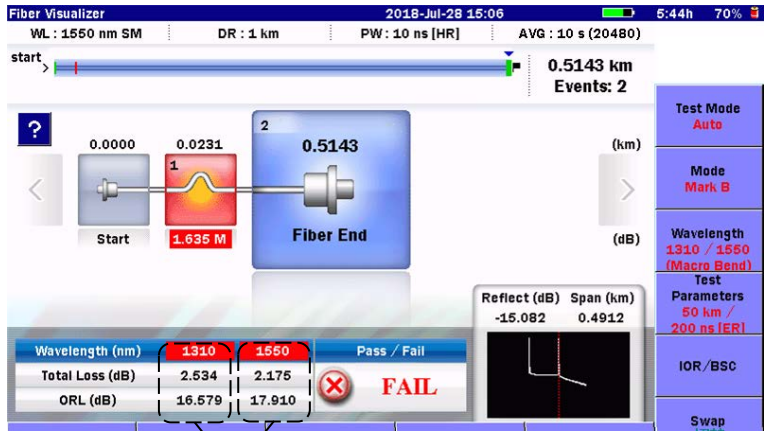 Fiber Visualizer 2018-Jul-28 15:06 5:44h 70%
WL : 1550 nm SM DR : 1 km PW : 10 ns [HR] AVG : 10 s (20480)
start
0.5143 km
Events: 2
?
0.0000 0.0231 2 0.5143 (km)
1
Start 1.635 M Fiber End (dB)
Reflect (dB) Span (km)
-15.082 0.4912
Wavelength (nm) 1310 1550 Pass / Fail
Total Loss (dB) 2.534 2.175 FAIL
ORL (dB) 16.579 17.910
Test Mode
Auto
Mode
Mark B
Wavelength
1310 / 1550
(Macro Bend)
Test
Parameters
50 km /
200 ns [ER]
IOR/BSC
Swap